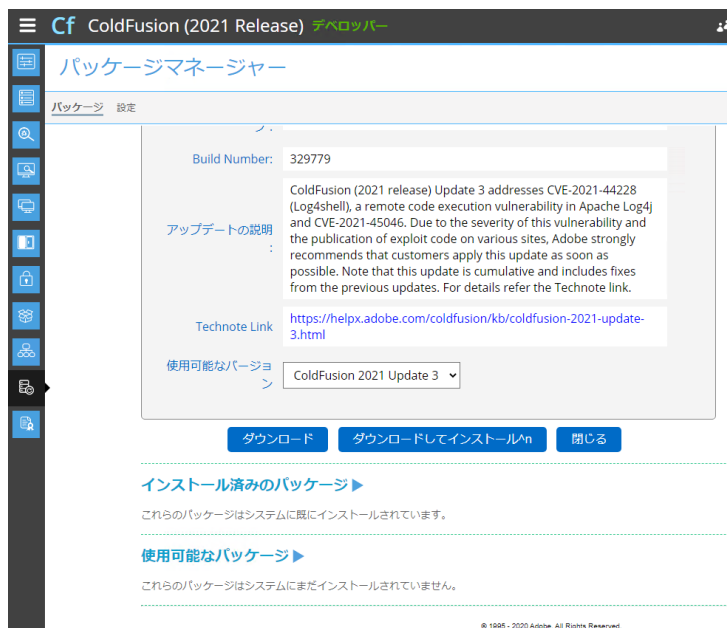 Cf ColdFusion (2021 Release) デベロッパー
パッケージマネージャー
パッケージ 設定
Build Number: 329779
アップデートの説明
:
ColdFusion (2021 release) Update 3 addresses CVE-2021-44228
(Log4shell), a remote code execution vulnerability in Apache Log4j
and CVE-2021-45046. Due to the severity of this vulnerability and
the publication of exploit code on various sites, Adobe strongly
recommends that customers apply this update as soon as
possible. Note that this update is cumulative and includes fixes
from the previous updates. For details refer the Technote link.
Technote Link
https://helpx.adobe.com/coldfusion/kb/coldfusion-2021-update-
3.html
使用可能なバージョ
ン
ColdFusion 2021 Update 3
ダウンロード ダウンロードしてインストール^n 閉じる
インストール済みのパッケージ
これらのパッケージはシステムに既にインストールされています。
使用可能なパッケージ
これらのパッケージはシステムにまだインストールされていません。
© 1995 - 2020 Adobe. All Rights Reserved.